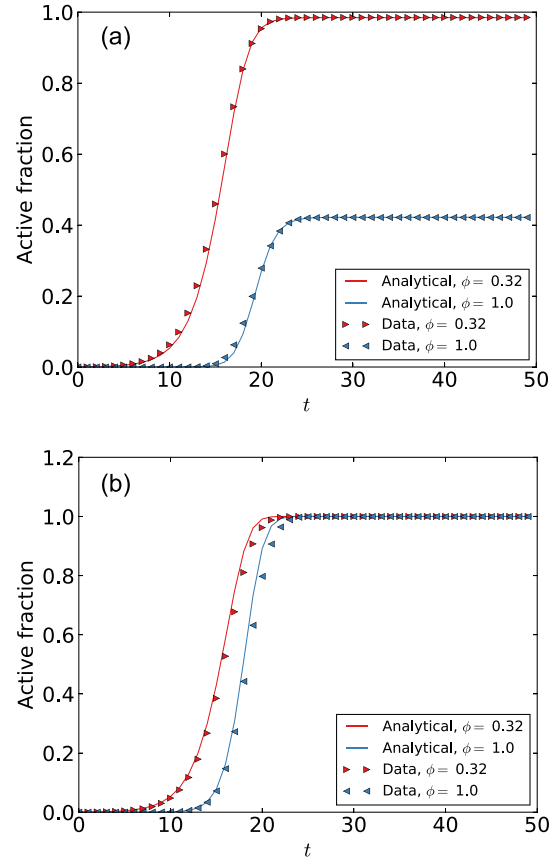 (a)
1.0
0.8
0.6
0.4
0.2
0.0
Active fraction
Analytical, ϕ = 0.32
Analytical, ϕ = 1.0
Data, ϕ = 0.32
Data, ϕ = 1.0
0 10 20 30 40 50
t
(b)
1.2
1.0
0.8
0.6
0.4
0.2
0.0
Active fraction
Analytical, ϕ = 0.32
Analytical, ϕ = 1.0
Data, ϕ = 0.32
Data, ϕ = 1.0
0 10 20 30 40 50
t